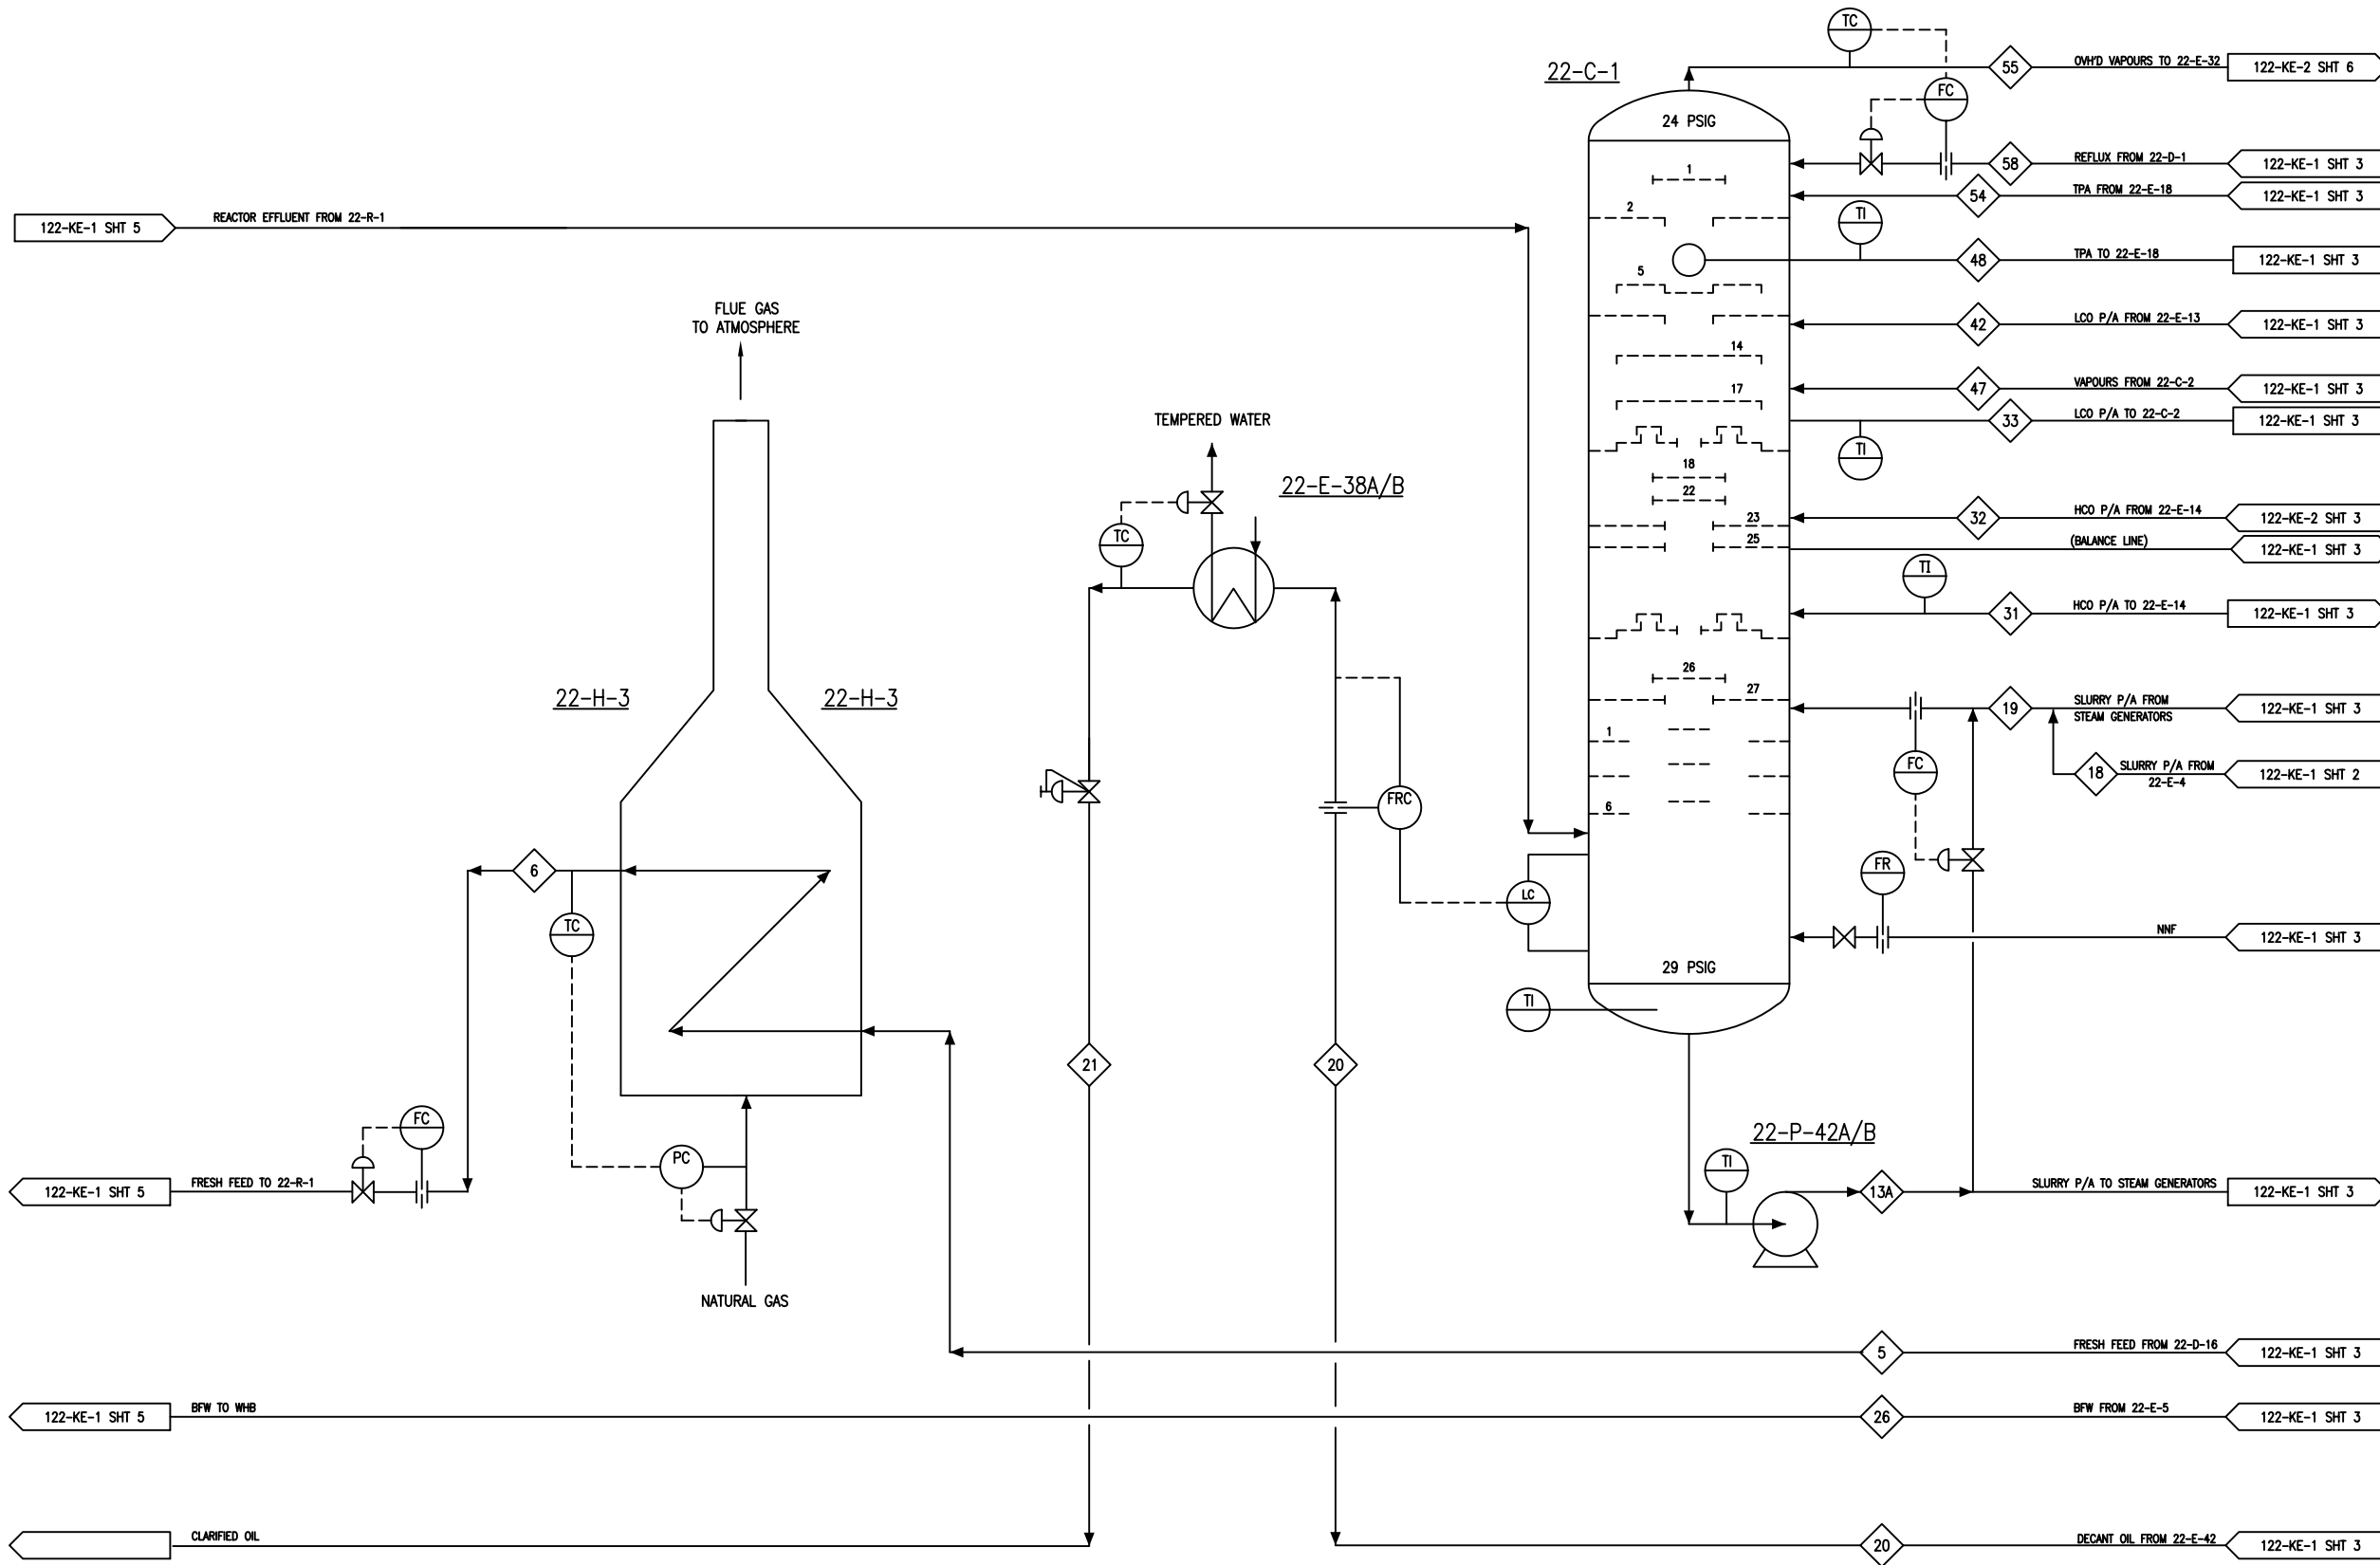 TC
22-C-1
OVH'D VAPOURS TO 22-E-32
55
122-KE-2 SHT 6
FC
24 PSIG
REFLUX FROM 22-D-1
58
122-KE-1 SHT 3
1
TPA FROM 22-E-18
54
122-KE-1 SHT 3
2
TI
122-KE-1 SHT 5
REACTOR EFFLUENT FROM 22-R-1
TPA TO 22-E-18
48
122-KE-1 SHT 3
5
FLUE GAS
TO ATMOSPHERE
LCO P/A FROM 22-E-13
42
122-KE-1 SHT 3
14
VAPOURS FROM 22-C-2
47
122-KE-1 SHT 3
17
TEMPERED WATER
LCO P/A TO 22-C-2
33
122-KE-1 SHT 3
TI
18
22-E-38A/B
22
HCO P/A FROM 22-E-14
23
32
122-KE-2 SHT 3
TC
25
(BALANCE LINE)
122-KE-1 SHT 3
TI
HCO P/A TO 22-E-14
31
122-KE-1 SHT 3
26
22-H-3
22-H-3
27
19
SLURRY P/A FROM
STEAM GENERATORS
122-KE-1 SHT 3
1
FC
18
SLURRY P/A FROM
22-E-4
122-KE-1 SHT 2
FRC
6
6
FR
LC
TC
NNF
122-KE-1 SHT 3
29 PSIG
TI
21
20
FC
22-P-42A/B
PC
TI
122-KE-1 SHT 5
FRESH FEED TO 22-R-1
13A
SLURRY P/A TO STEAM GENERATORS
122-KE-1 SHT 3
NATURAL GAS
5
FRESH FEED FROM 22-D-16
122-KE-1 SHT 3
122-KE-1 SHT 5
BFW TO WHB
26
BFW FROM 22-E-5
122-KE-1 SHT 3
CLARIFIED OIL
20
DECANT OIL FROM 22-E-42
122-KE-1 SHT 3